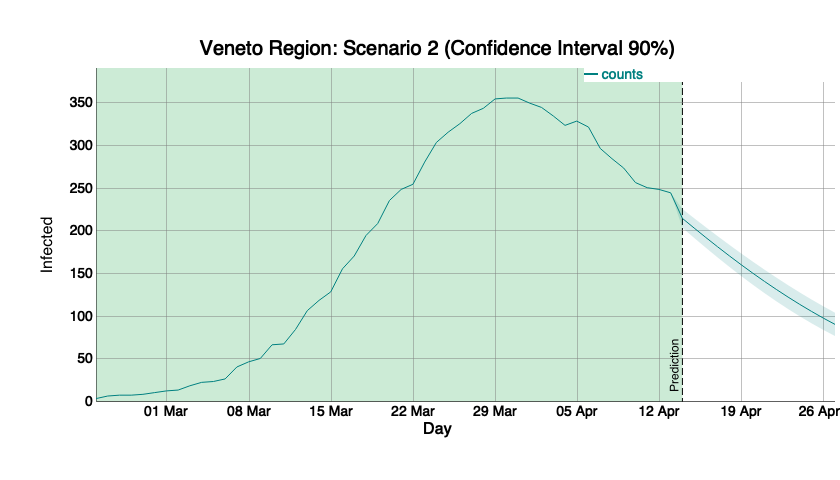 Veneto Region: Scenario 2 (Confidence Interval 90%)
counts
350
300
250
200
150
100
50
0
Infected
Prediction
01 Mar
08 Mar
15 Mar
22 Mar
29 Mar
05 Apr
12 Apr
19 Apr
26 Apr
Day